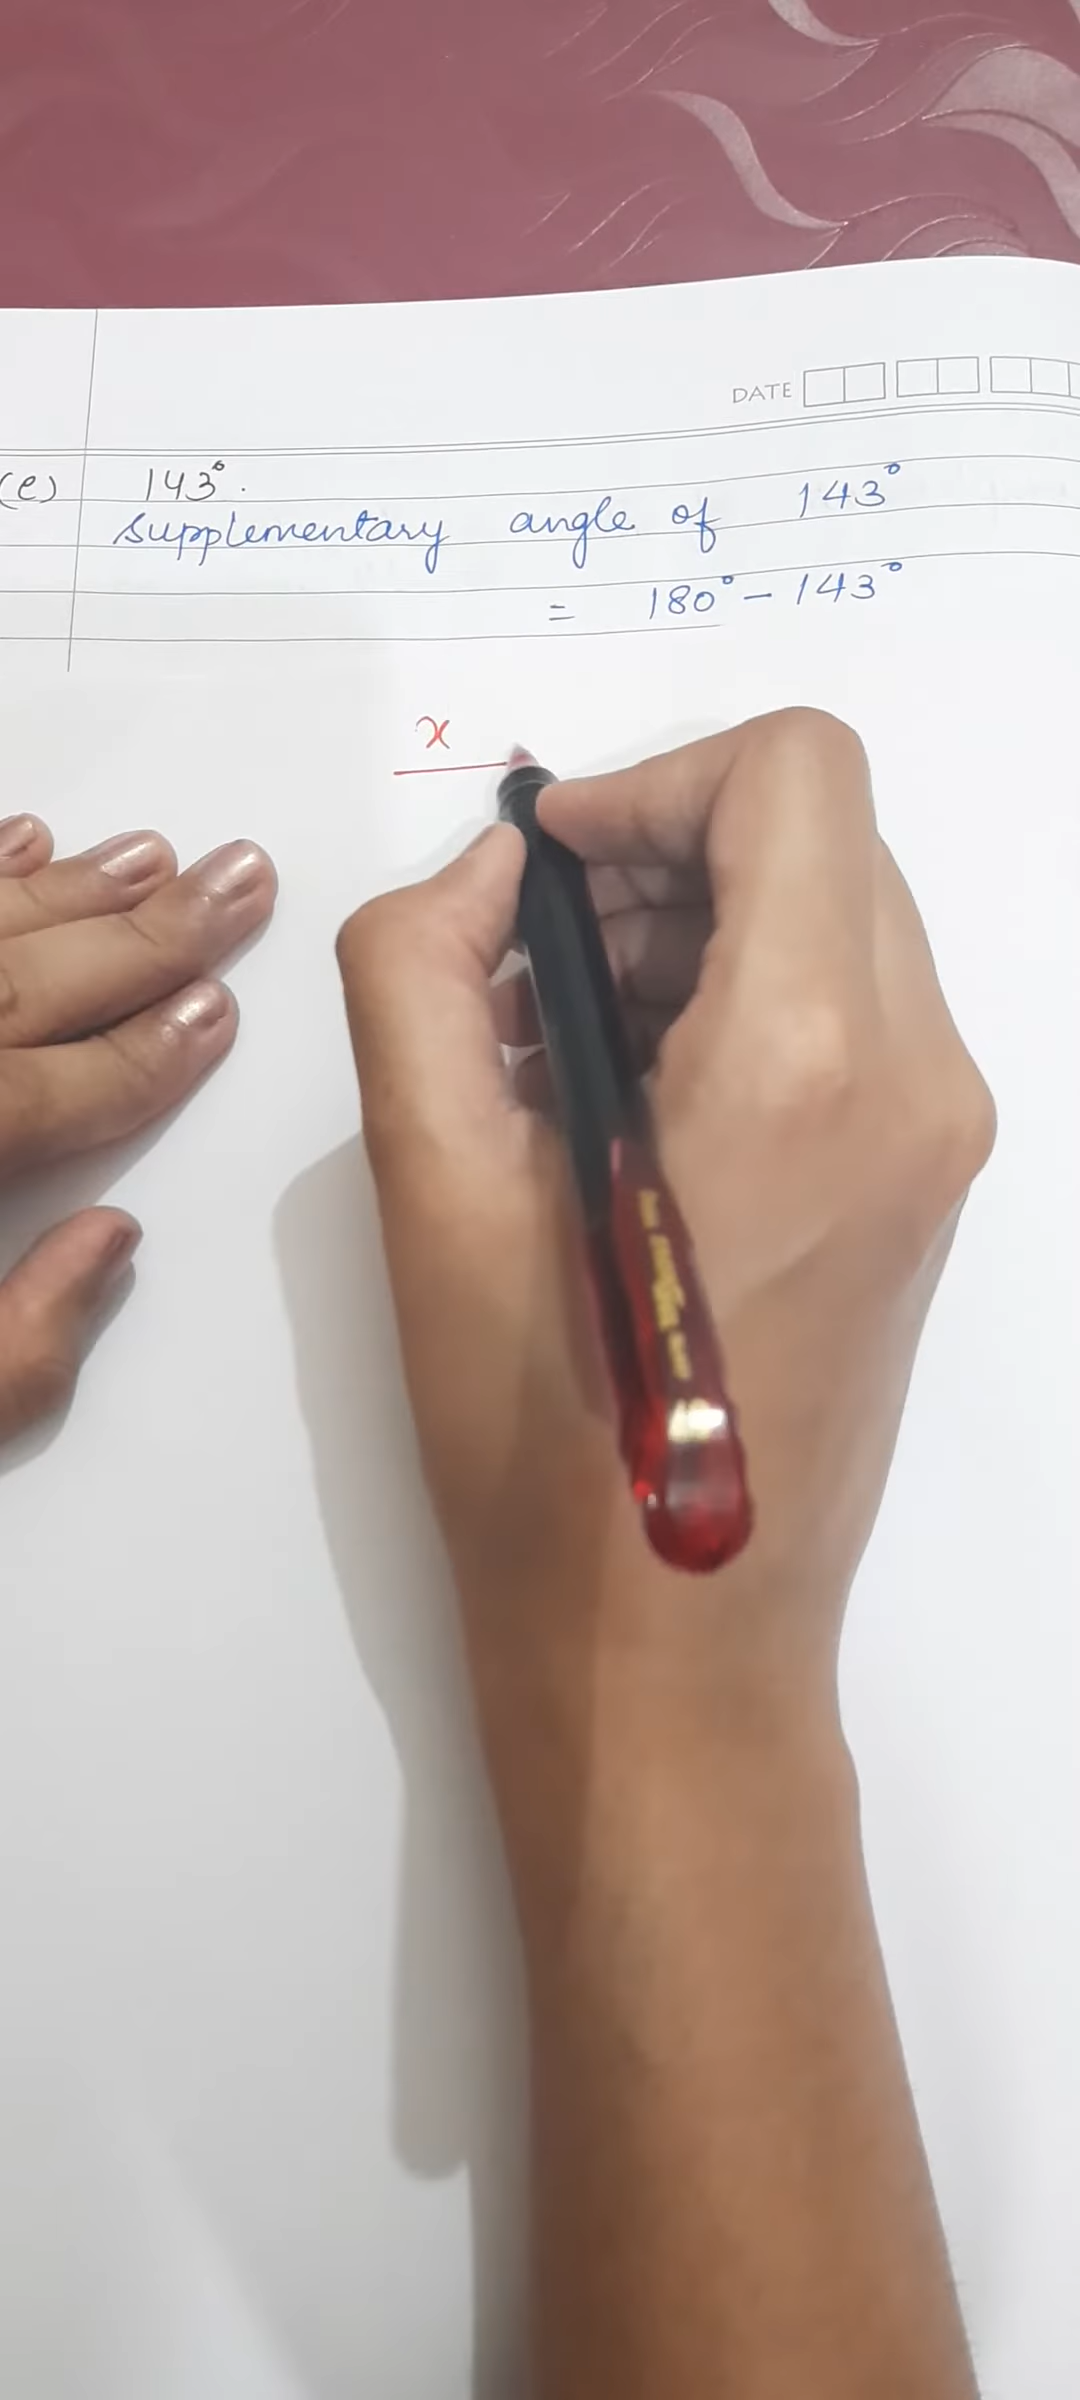 DATE
(e) 143°.
supplementary angle of 143°
= 180° - 143°
x